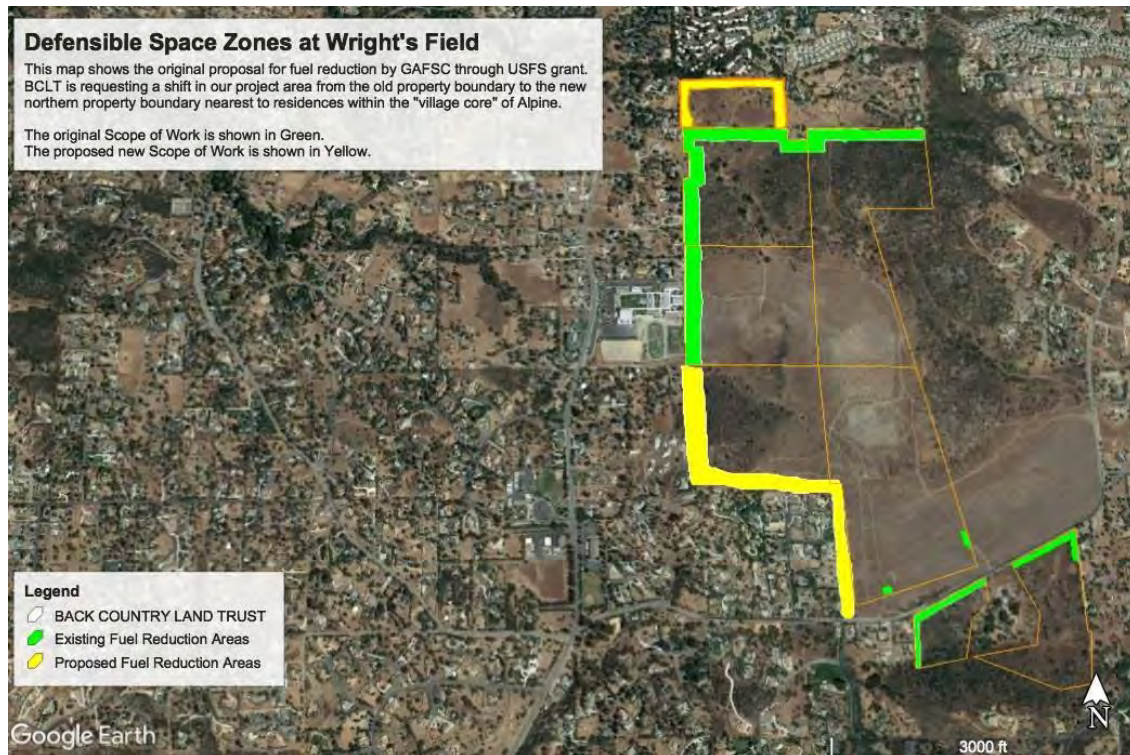 Defensible Space Zones at Wright's Field
This map shows the original proposal for fuel reduction by GAFSC through USFS grant.
BCLT is requesting a shift in our project area from the old property boundary to the new
northern property boundary nearest to residences within the "village core" of Alpine.
The original Scope of Work is shown in Green.
The proposed new Scope of Work is shown in Yellow.
Legend
BACK COUNTRY LAND TRUST
Existing Fuel Reduction Areas
Proposed Fuel Reduction Areas
Google Earth
N
3000 ft